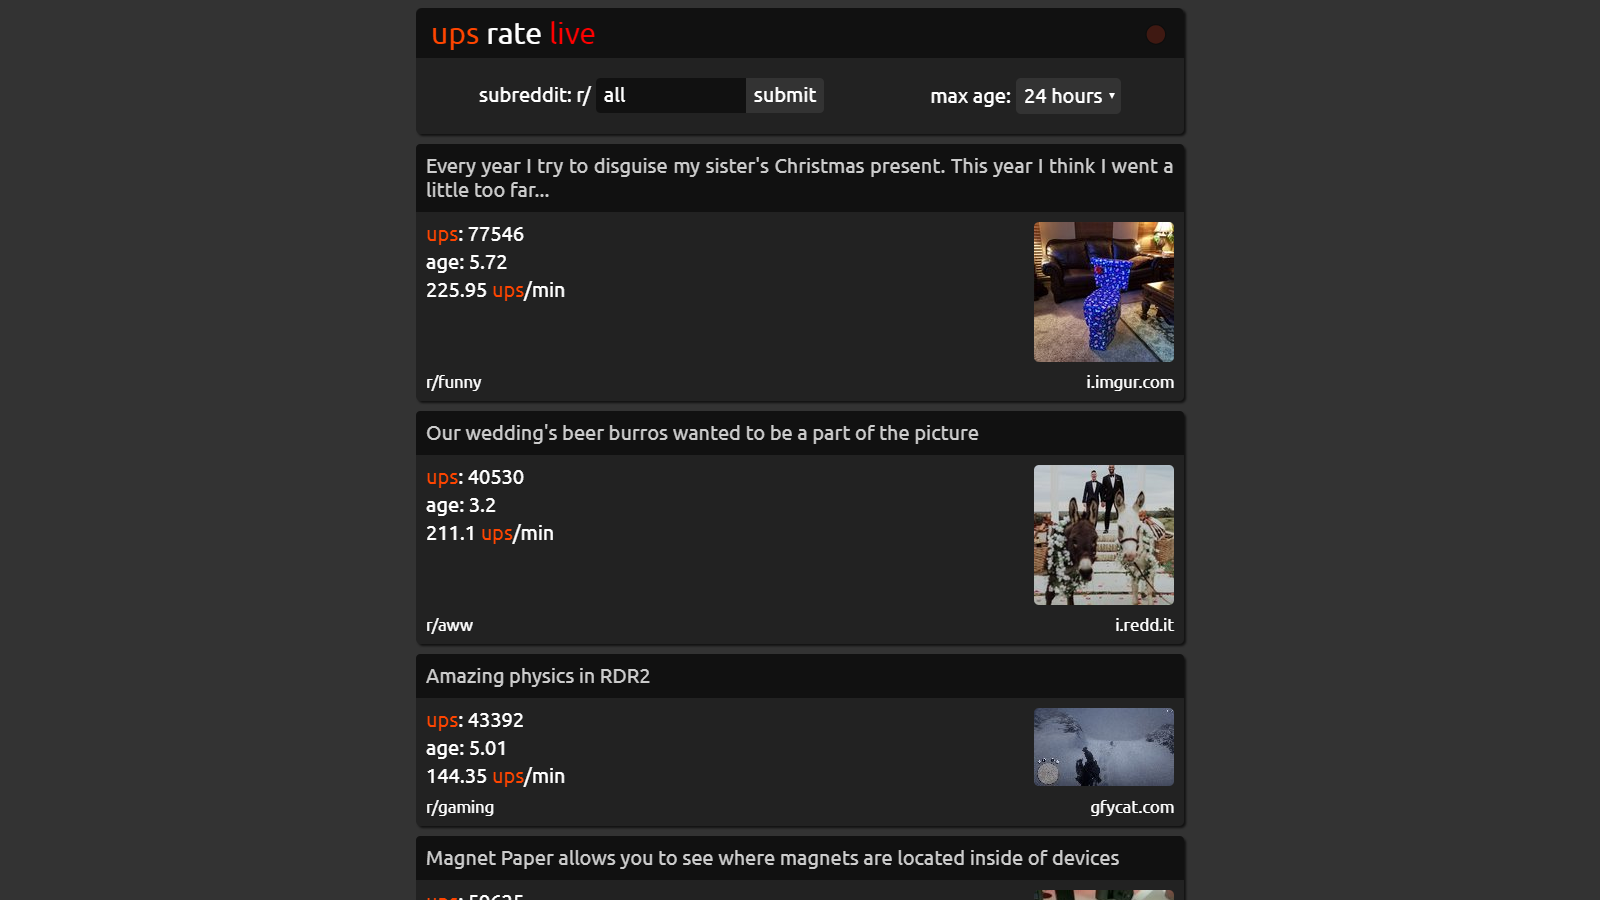 ups rate live
subreddit: r/ all submit max age: 24 hours
Every year I try to disguise my sister's Christmas present. This year I think I went a
little too far...
ups: 77546
age: 5.72
225.95 ups/min
r/funny i.imgur.com
Our wedding's beer burros wanted to be a part of the picture
ups: 40530
age: 3.2
211.1 ups/min
r/aww i.redd.it
Amazing physics in RDR2
ups: 43392
age: 5.01
144.35 ups/min
r/gaming gfycat.com
Magnet Paper allows you to see where magnets are located inside of devices